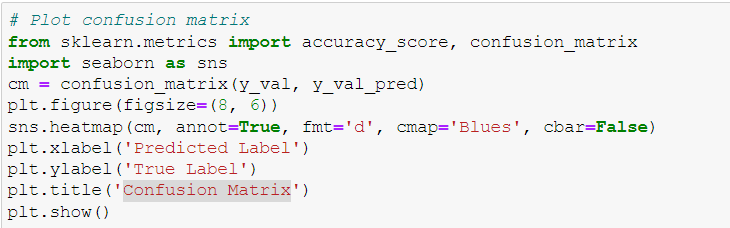 # Plot confusion matrix
from sklearn.metrics import accuracy_score, confusion_matrix
import seaborn as sns
cm = confusion_matrix(y_val, y_val_pred)
plt.figure(figsize=(8, 6))
sns.heatmap(cm, annot=True, fmt='d', cmap='Blues', cbar=False)
plt.xlabel('Predicted Label')
plt.ylabel('True Label')
plt.title('Confusion Matrix')
plt.show()